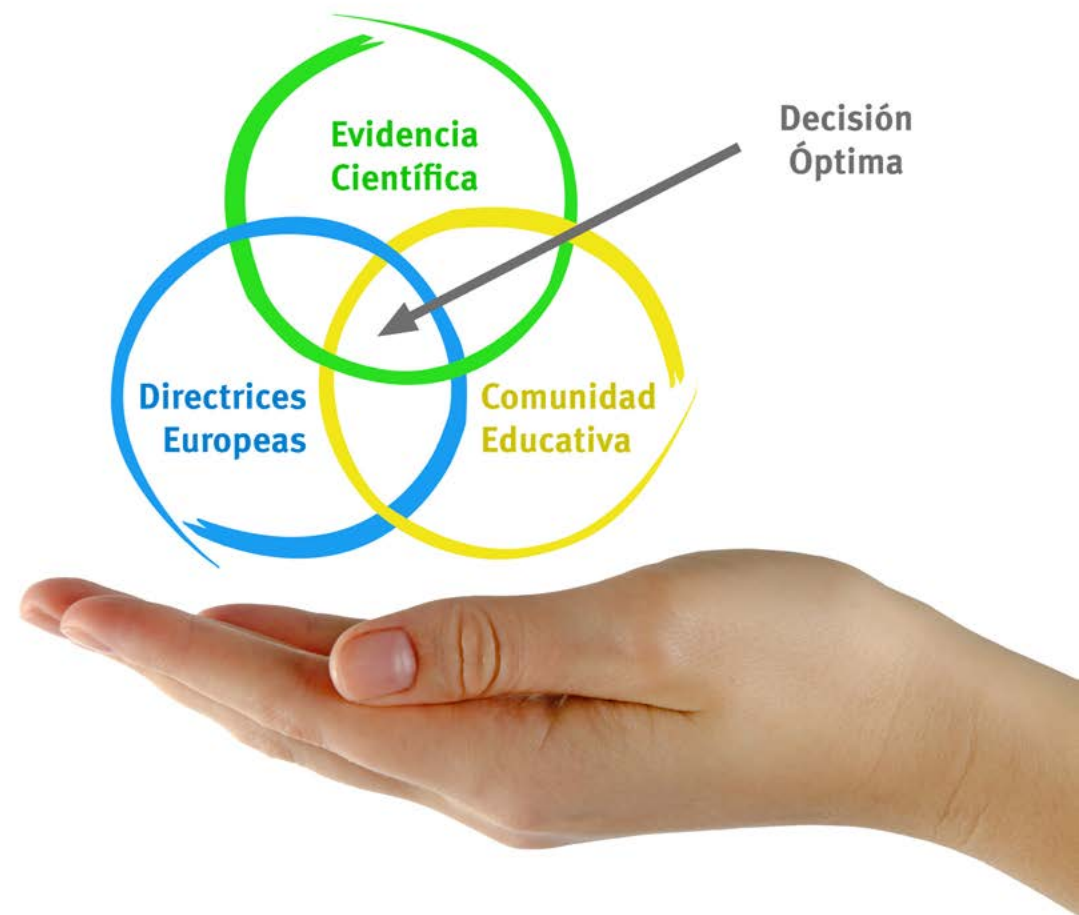 Evidencia
Científica
Decisión
Óptima
Directrices
Europeas
Comunidad
Educativa